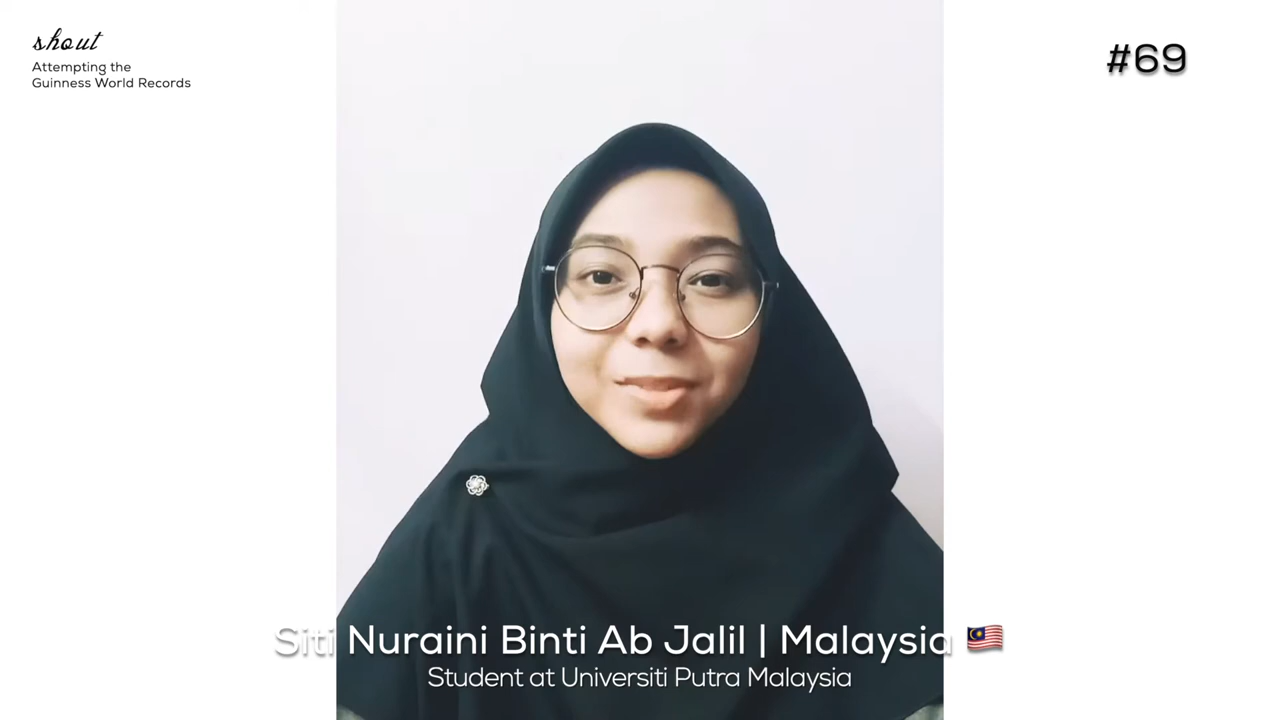 shout
Attempting the
Guinness World Records
#69
Siti Nuraini Binti Ab Jalil | Malaysia 🇲🇾
Student at Universiti Putra Malaysia